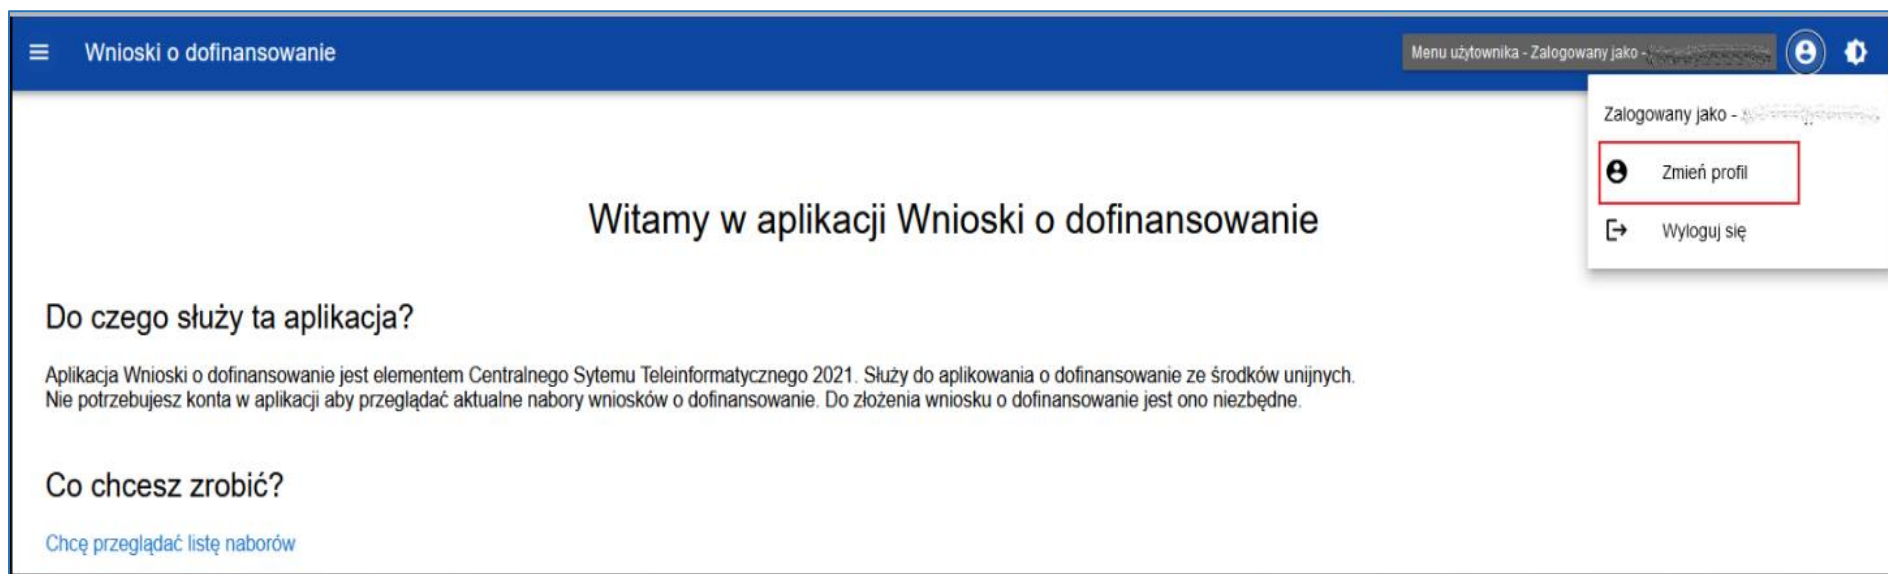 Wnioski o dofinansowanie
Menu użytownika - Zalogowany jako -
Zalogowany jako -
Zmień profil
Wyloguj się
Witamy w aplikacji Wnioski o dofinansowanie
Do czego służy ta aplikacja?
Aplikacja Wnioski o dofinansowanie jest elementem Centralnego Sytemu Teleinformatycznego 2021. Służy do aplikowania o dofinansowanie ze środków unijnych.
Nie potrzebujesz konta w aplikacji aby przeglądać aktualne nabory wniosków o dofinansowanie. Do złożenia wniosku o dofinansowanie jest ono niezbędne.
Co chcesz zrobić?
Chcę przeglądać listę naborów